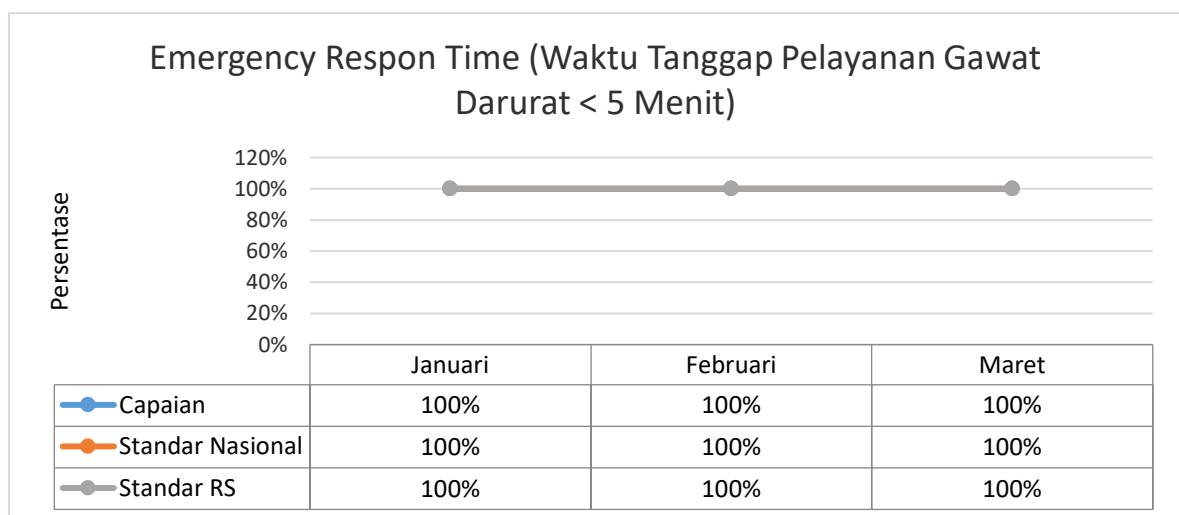 Emergency Respon Time (Waktu Tanggap Pelayanan Gawat
Darurat < 5 Menit)
Persentase
120%
100%
80%
60%
40%
20%
0%
Januari Februari Maret
Capaian 100% 100% 100%
Standar Nasional 100% 100% 100%
Standar RS 100% 100% 100%